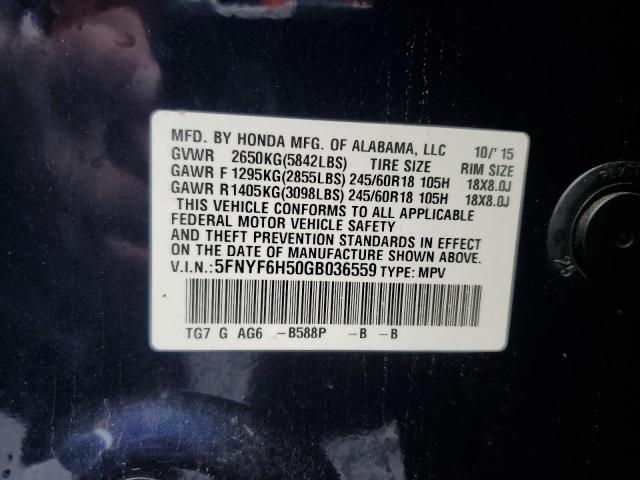 MFD. BY HONDA MFG. OF ALABAMA, LLC 10/'15
GVWR 2650KG(5842LBS) TIRE SIZE RIM SIZE
GAWR F 1295KG(2855LBS) 245/60R18 105H 18X8.0J
GAWR R1405KG(3098LBS) 245/60R18 105H 18X8.0J
THIS VEHICLE CONFORMS TO ALL APPLICABLE
FEDERAL MOTOR VEHICLE SAFETY
AND THEFT PREVENTION STANDARDS IN EFFECT
ON THE DATE OF MANUFACTURE SHOWN ABOVE.
V.I.N.: 5FNYF6H50GB036559 TYPE: MPV
TG7 G AG6 -B588P -B -B
25